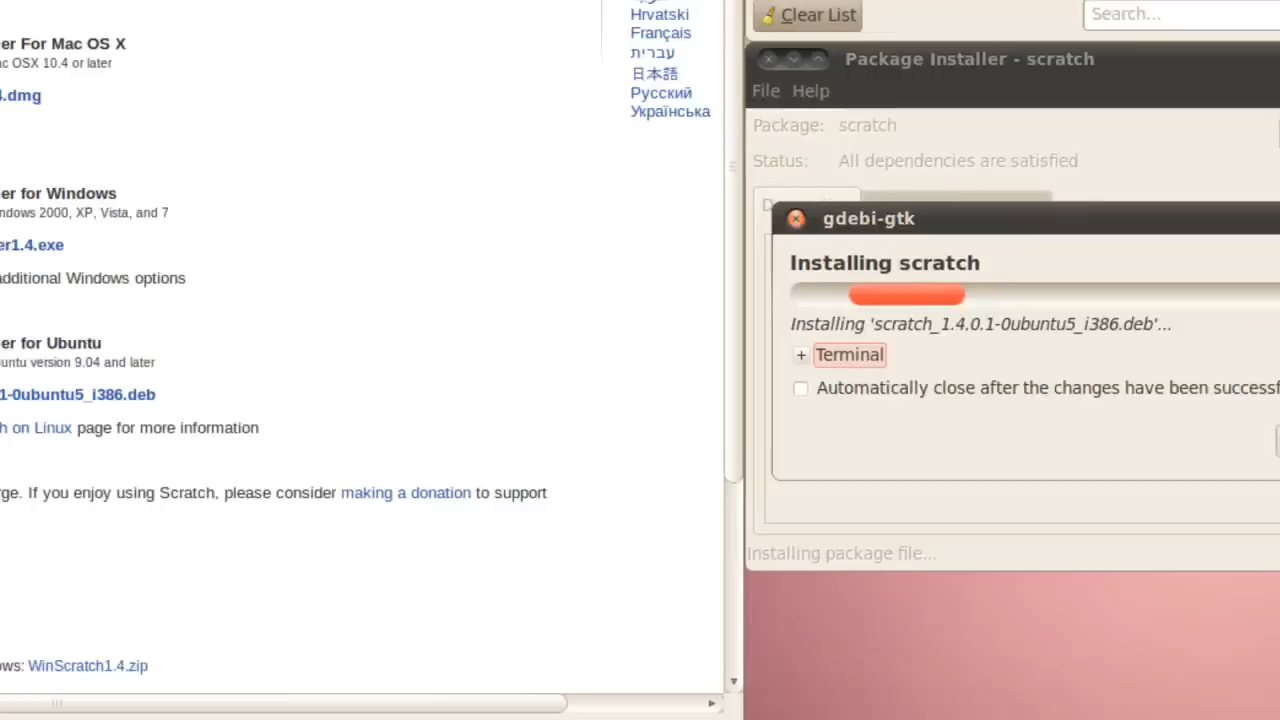 er For Mac OS X
ac OSX 10.4 or later
4.dmg
er for Windows
ndows 2000, XP, Vista, and 7
er1.4.exe
additional Windows options
er for Ubuntu
untu version 9.04 and later
1-0ubuntu5_i386.deb
h on Linux page for more information
rge. If you enjoy using Scratch, please consider making a donation to support
ows: WinScratch1.4.zip
Hrvatski
Français
עברית
日本語
Русский
Українська
Clear List
Search...
Package Installer - scratch
File Help
Package: scratch
Status: All dependencies are satisfied
gdebi-gtk
Installing scratch
Installing 'scratch_1.4.0.1-0ubuntu5_i386.deb'...
+ Terminal
Automatically close after the changes have been successf
Installing package file...